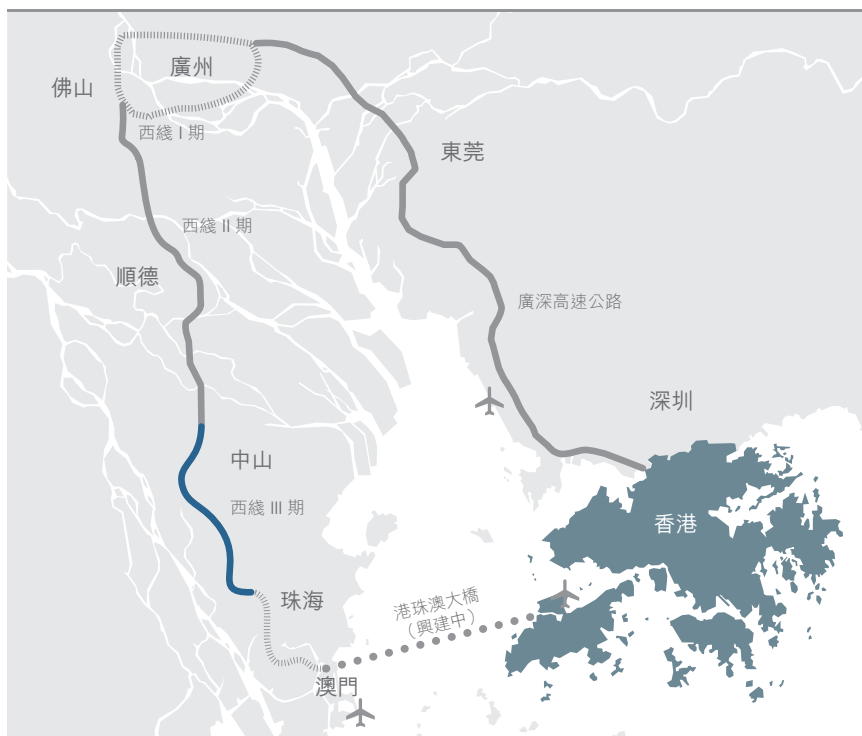 廣州
佛山
西綫 I 期
東莞
西綫 II 期
順德
廣深高速公路
深圳
中山
西綫 III 期
香港
珠海
港珠澳大橋
（興建中）
澳門